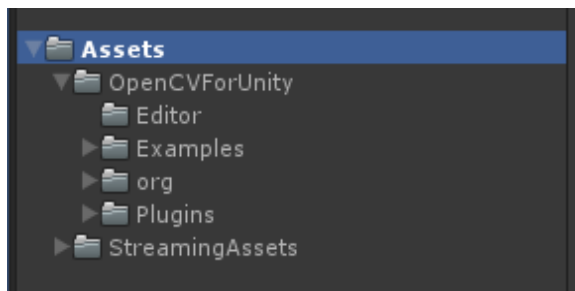 Assets
OpenCVForUnity
Editor
Examples
org
Plugins
StreamingAssets